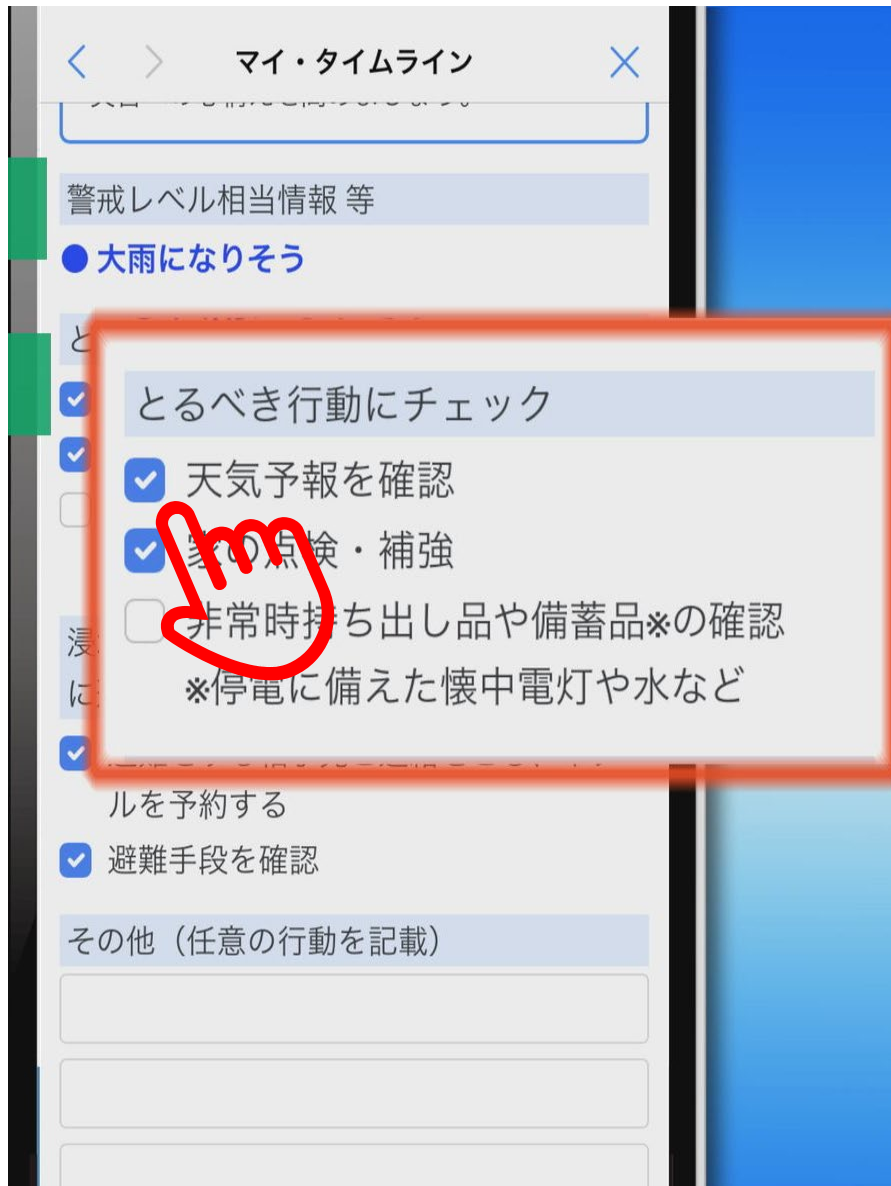 マイ・タイムライン
警戒レベル相当情報 等
● 大雨になりそう
と
とるべき行動にチェック
天気予報を確認
家の点検・補強
非常時持ち出し品や備蓄品※の確認
※停電に備えた懐中電灯や水など
浸
に
ルを予約する
避難手段を確認
その他（任意の行動を記載）